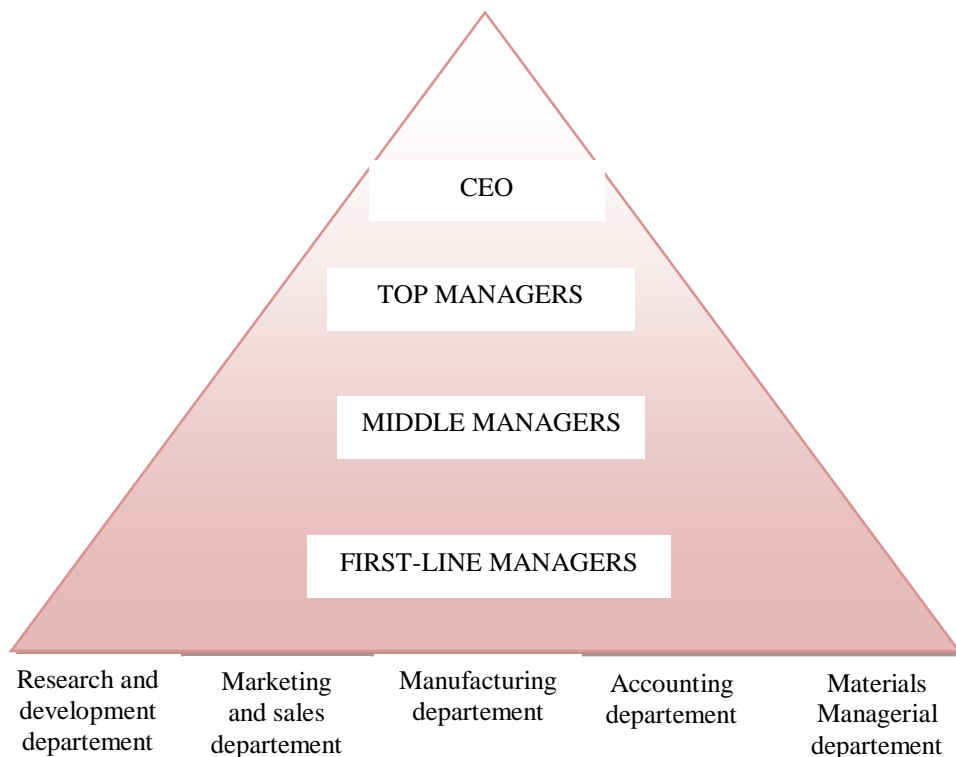 CEO
TOP MANAGERS
MIDDLE MANAGERS
FIRST-LINE MANAGERS
Research and
development
departement
Marketing
and sales
departement
Manufacturing
departement
Accounting
departement
Materials
Managerial
departement